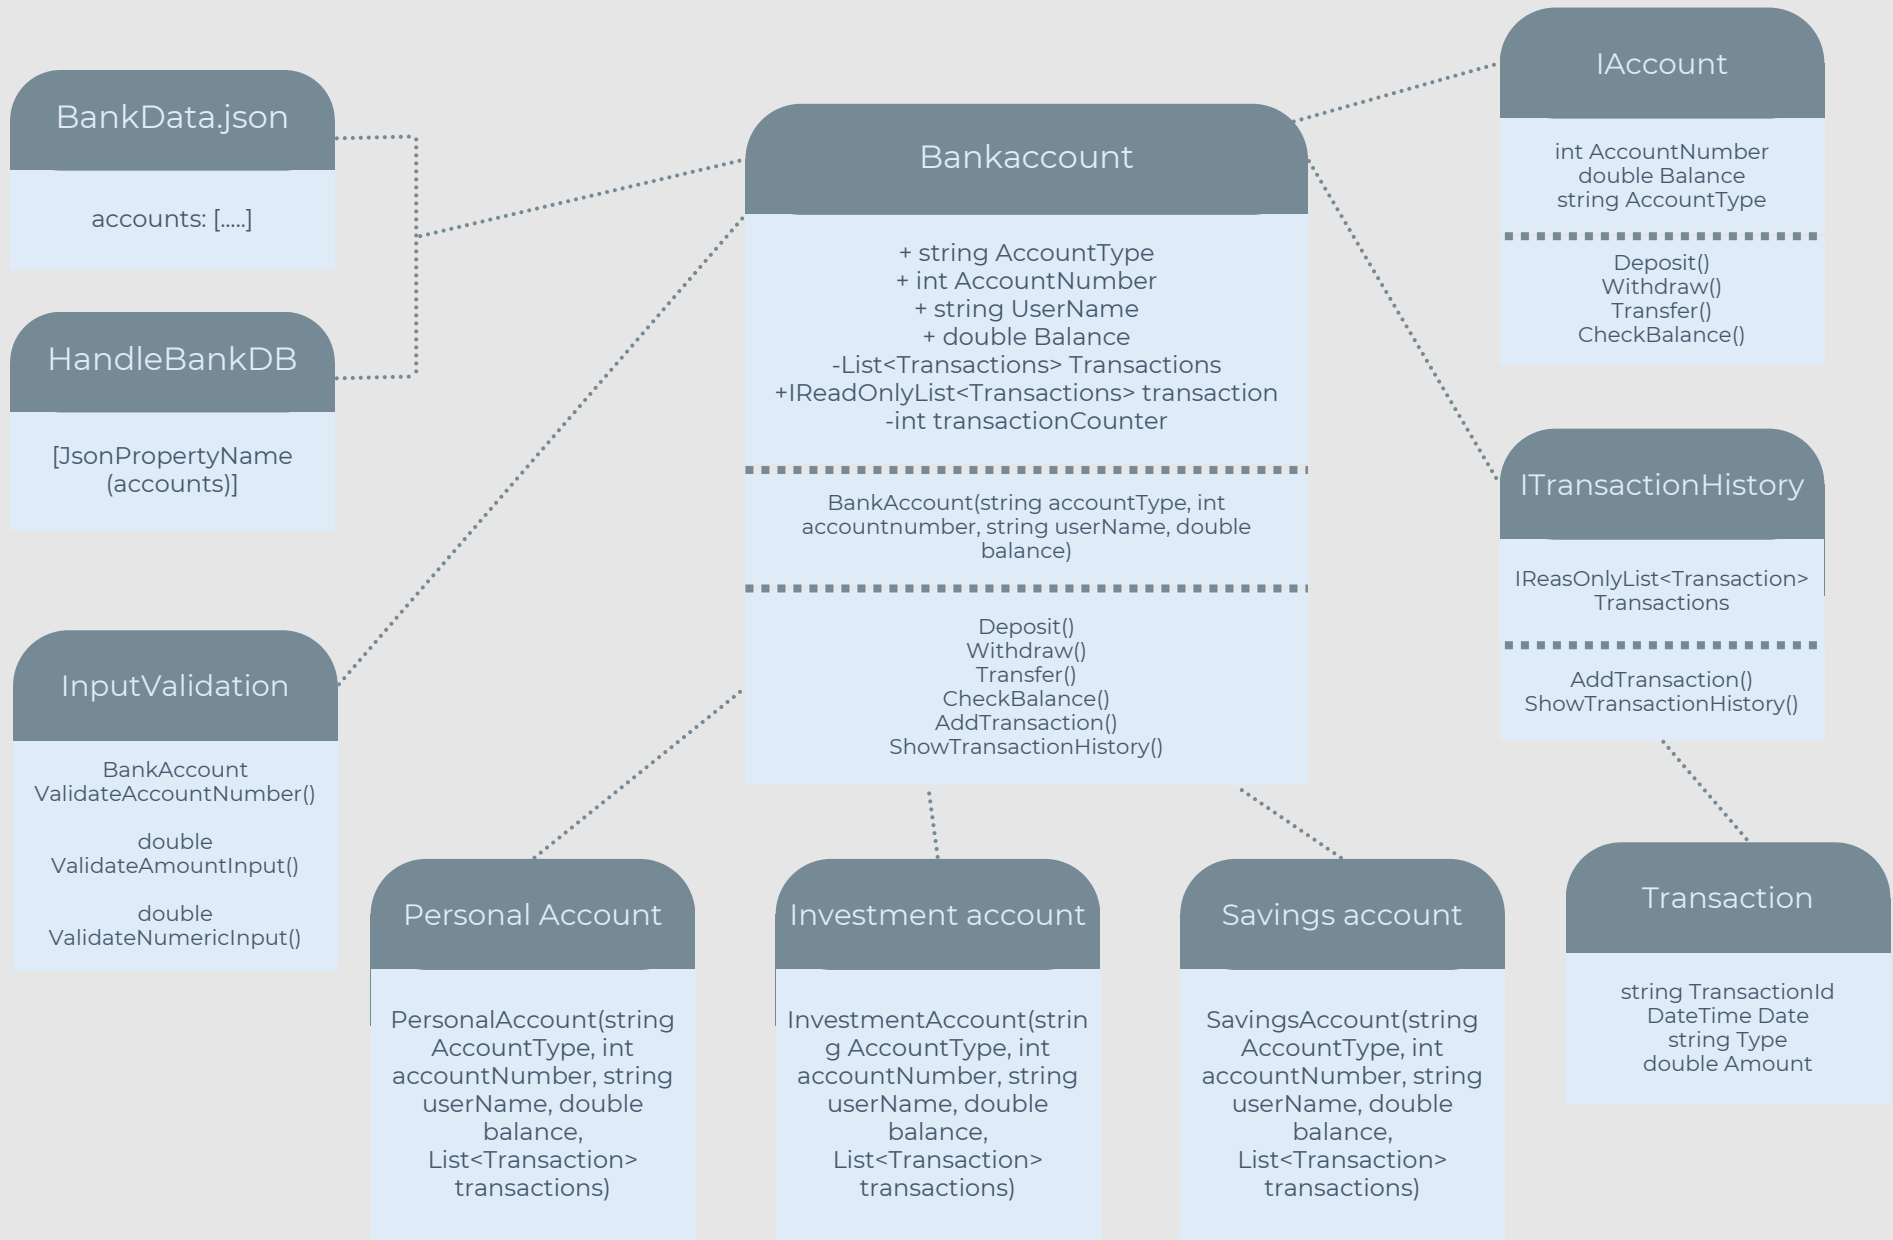 BankData.json
accounts: [.....]
HandleBankDB
[JsonPropertyName
(accounts)]
InputValidation
BankAccount
ValidateAccountNumber()
double
ValidateAmountInput()
double
ValidateNumericInput()
Bankaccount
+ string AccountType
+ int AccountNumber
+ string UserName
+ double Balance
-List<Transactions> Transactions
+IReadOnlyList<Transactions> transaction
-int transactionCounter
BankAccount(string accountType, int
accountnumber, string userName, double
balance)
Deposit()
Withdraw()
Transfer()
CheckBalance()
AddTransaction()
ShowTransactionHistory()
IAccount
int AccountNumber
double Balance
string AccountType
Deposit()
Withdraw()
Transfer()
CheckBalance()
ITransactionHistory
IReasOnlyList<Transaction>
Transactions
AddTransaction()
ShowTransactionHistory()
Personal Account
PersonalAccount(string
AccountType, int
accountNumber, string
userName, double
balance,
List<Transaction>
transactions)
Investment account
InvestmentAccount(strin
g AccountType, int
accountNumber, string
userName, double
balance,
List<Transaction>
transactions)
Savings account
SavingsAccount(string
AccountType, int
accountNumber, string
userName, double
balance,
List<Transaction>
transactions)
Transaction
string TransactionId
DateTime Date
string Type
double Amount